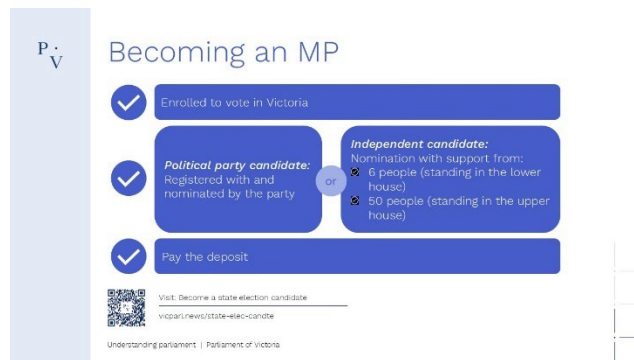 P.
V
Becoming an MP
Enrolled to vote in Victoria
Political party candidate:
Registered with and
nominated by the party
or
Independent candidate:
Nomination with support from:
6 people (standing in the lower
house)
50 people (standing in the upper
house)
Pay the deposit
Visit: Become a state election candidate
vicparl.news/state-elec-candte
Understanding parliament | Parliament of Victoria